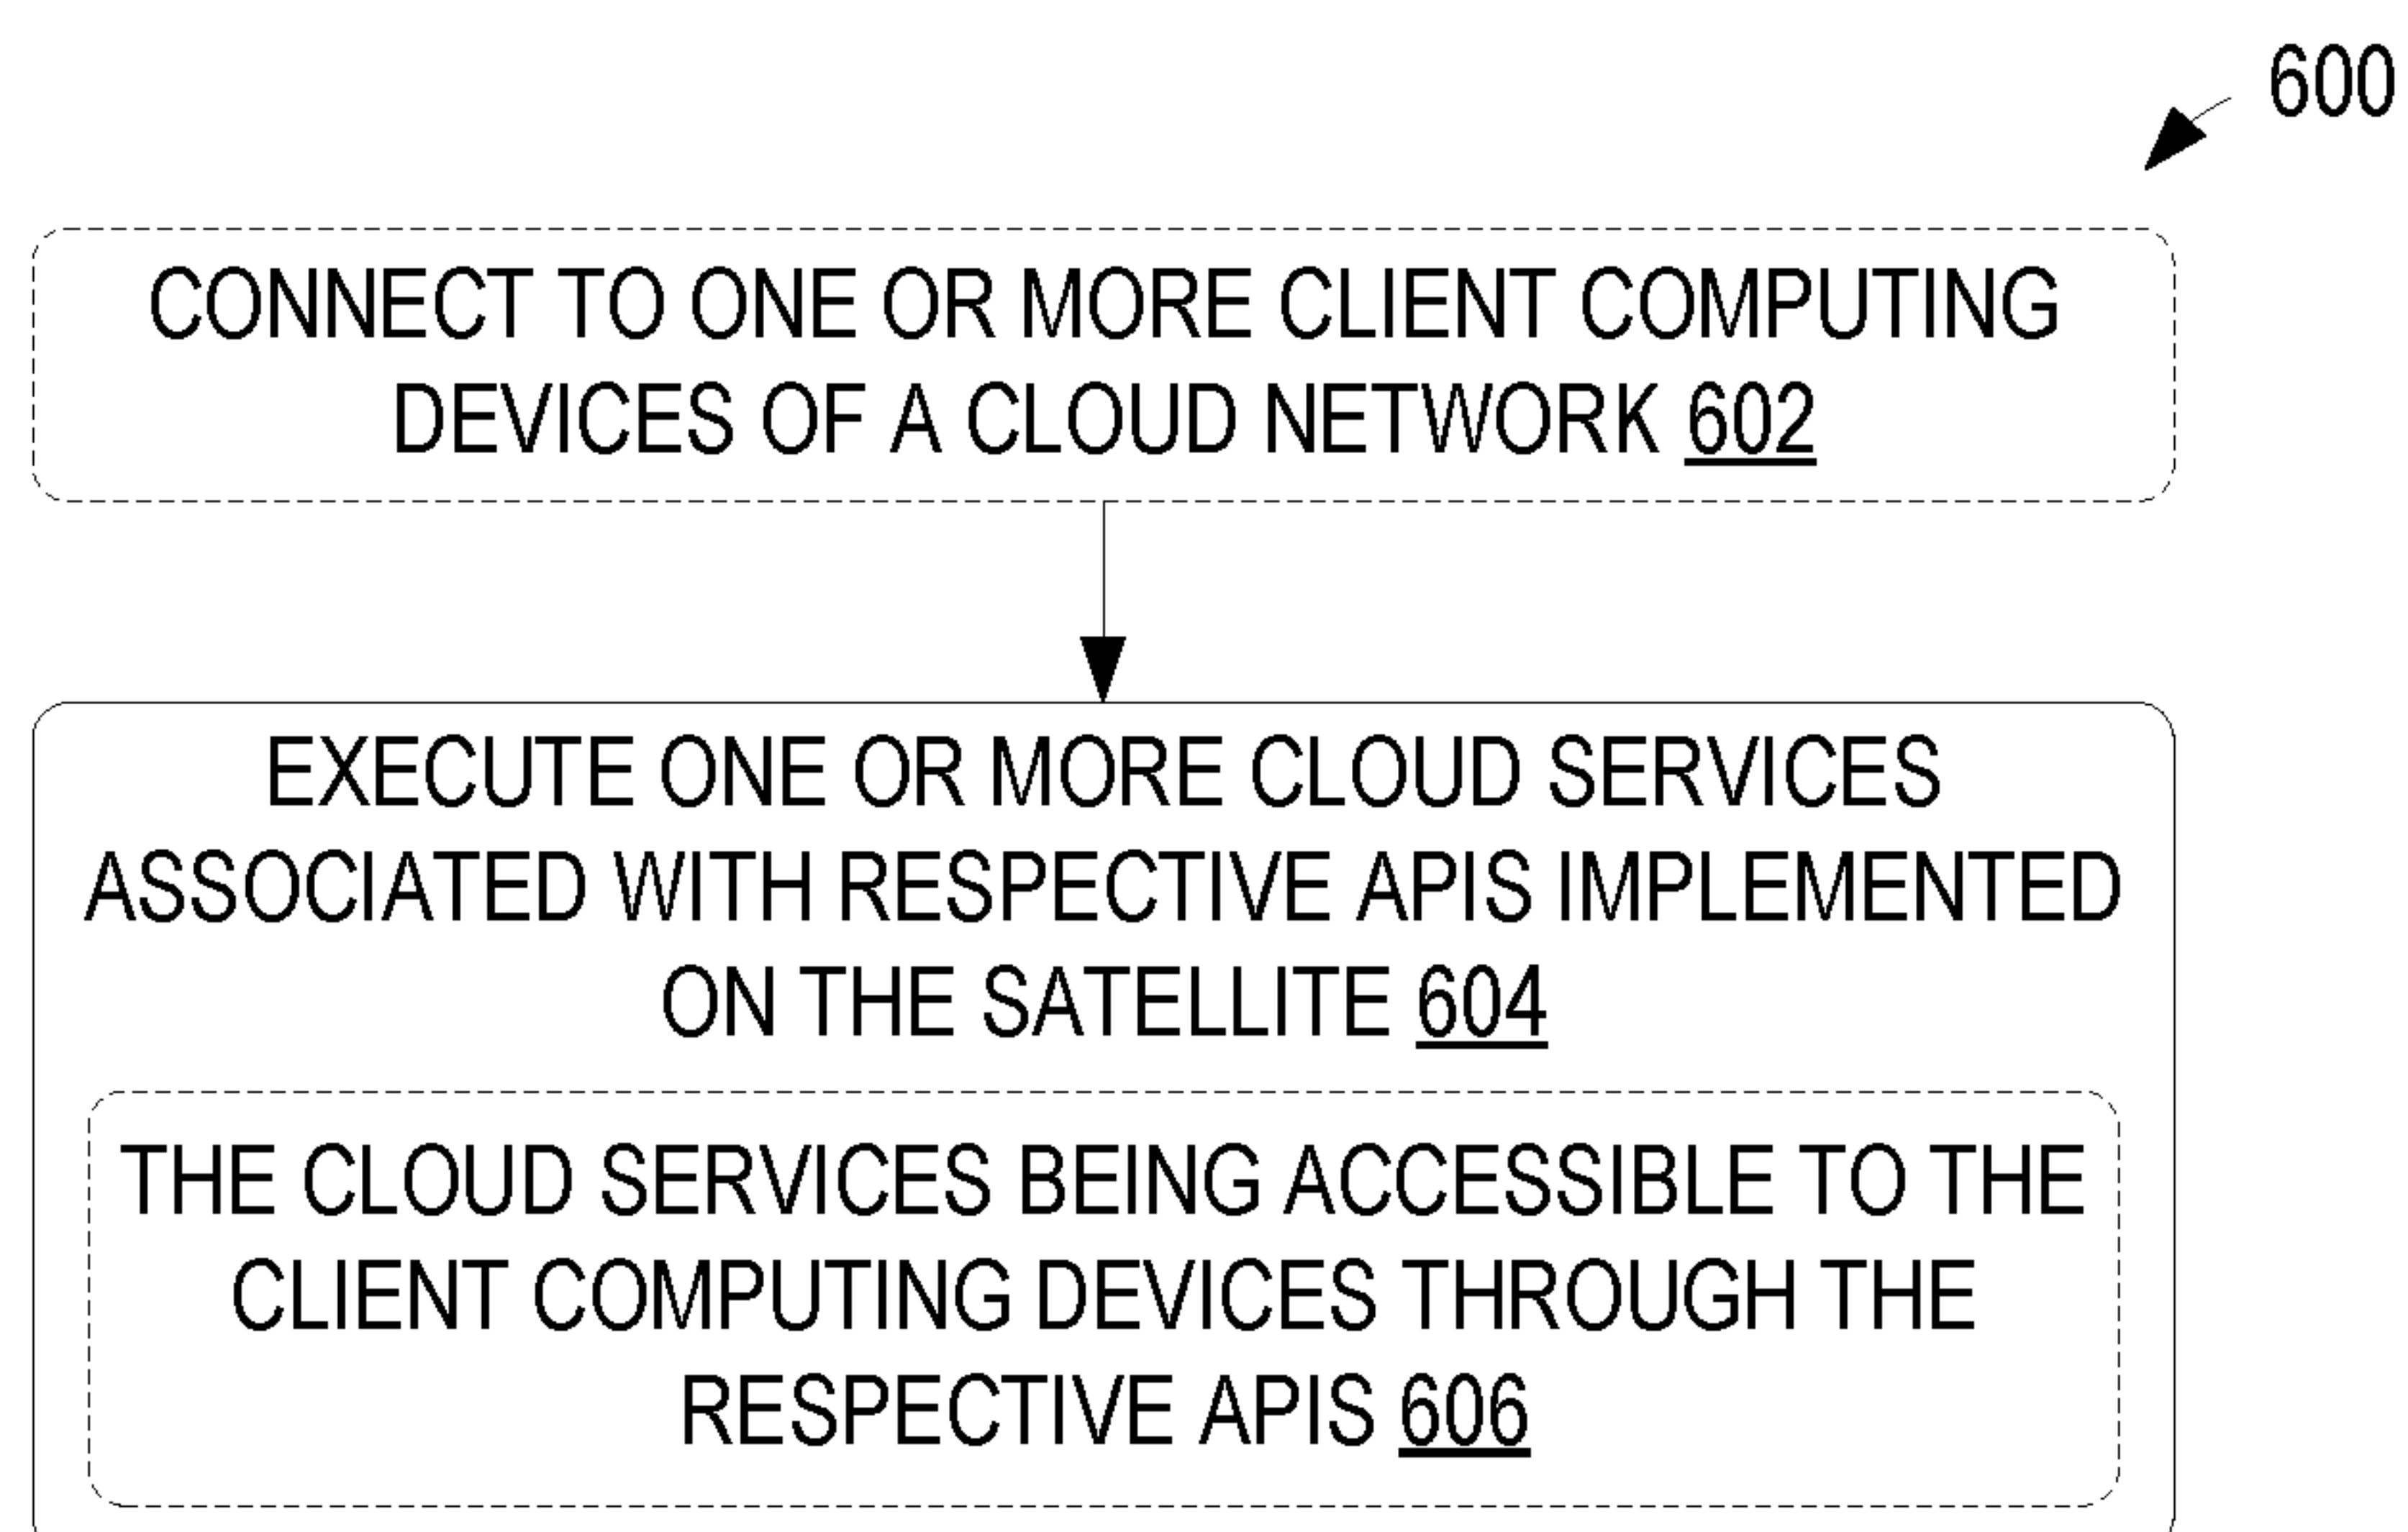 600
CONNECT TO ONE OR MORE CLIENT COMPUTING
DEVICES OF A CLOUD NETWORK 602
EXECUTE ONE OR MORE CLOUD SERVICES
ASSOCIATED WITH RESPECTIVE APIS IMPLEMENTED
ON THE SATELLITE 604
THE CLOUD SERVICES BEING ACCESSIBLE TO THE
CLIENT COMPUTING DEVICES THROUGH THE
RESPECTIVE APIS 606